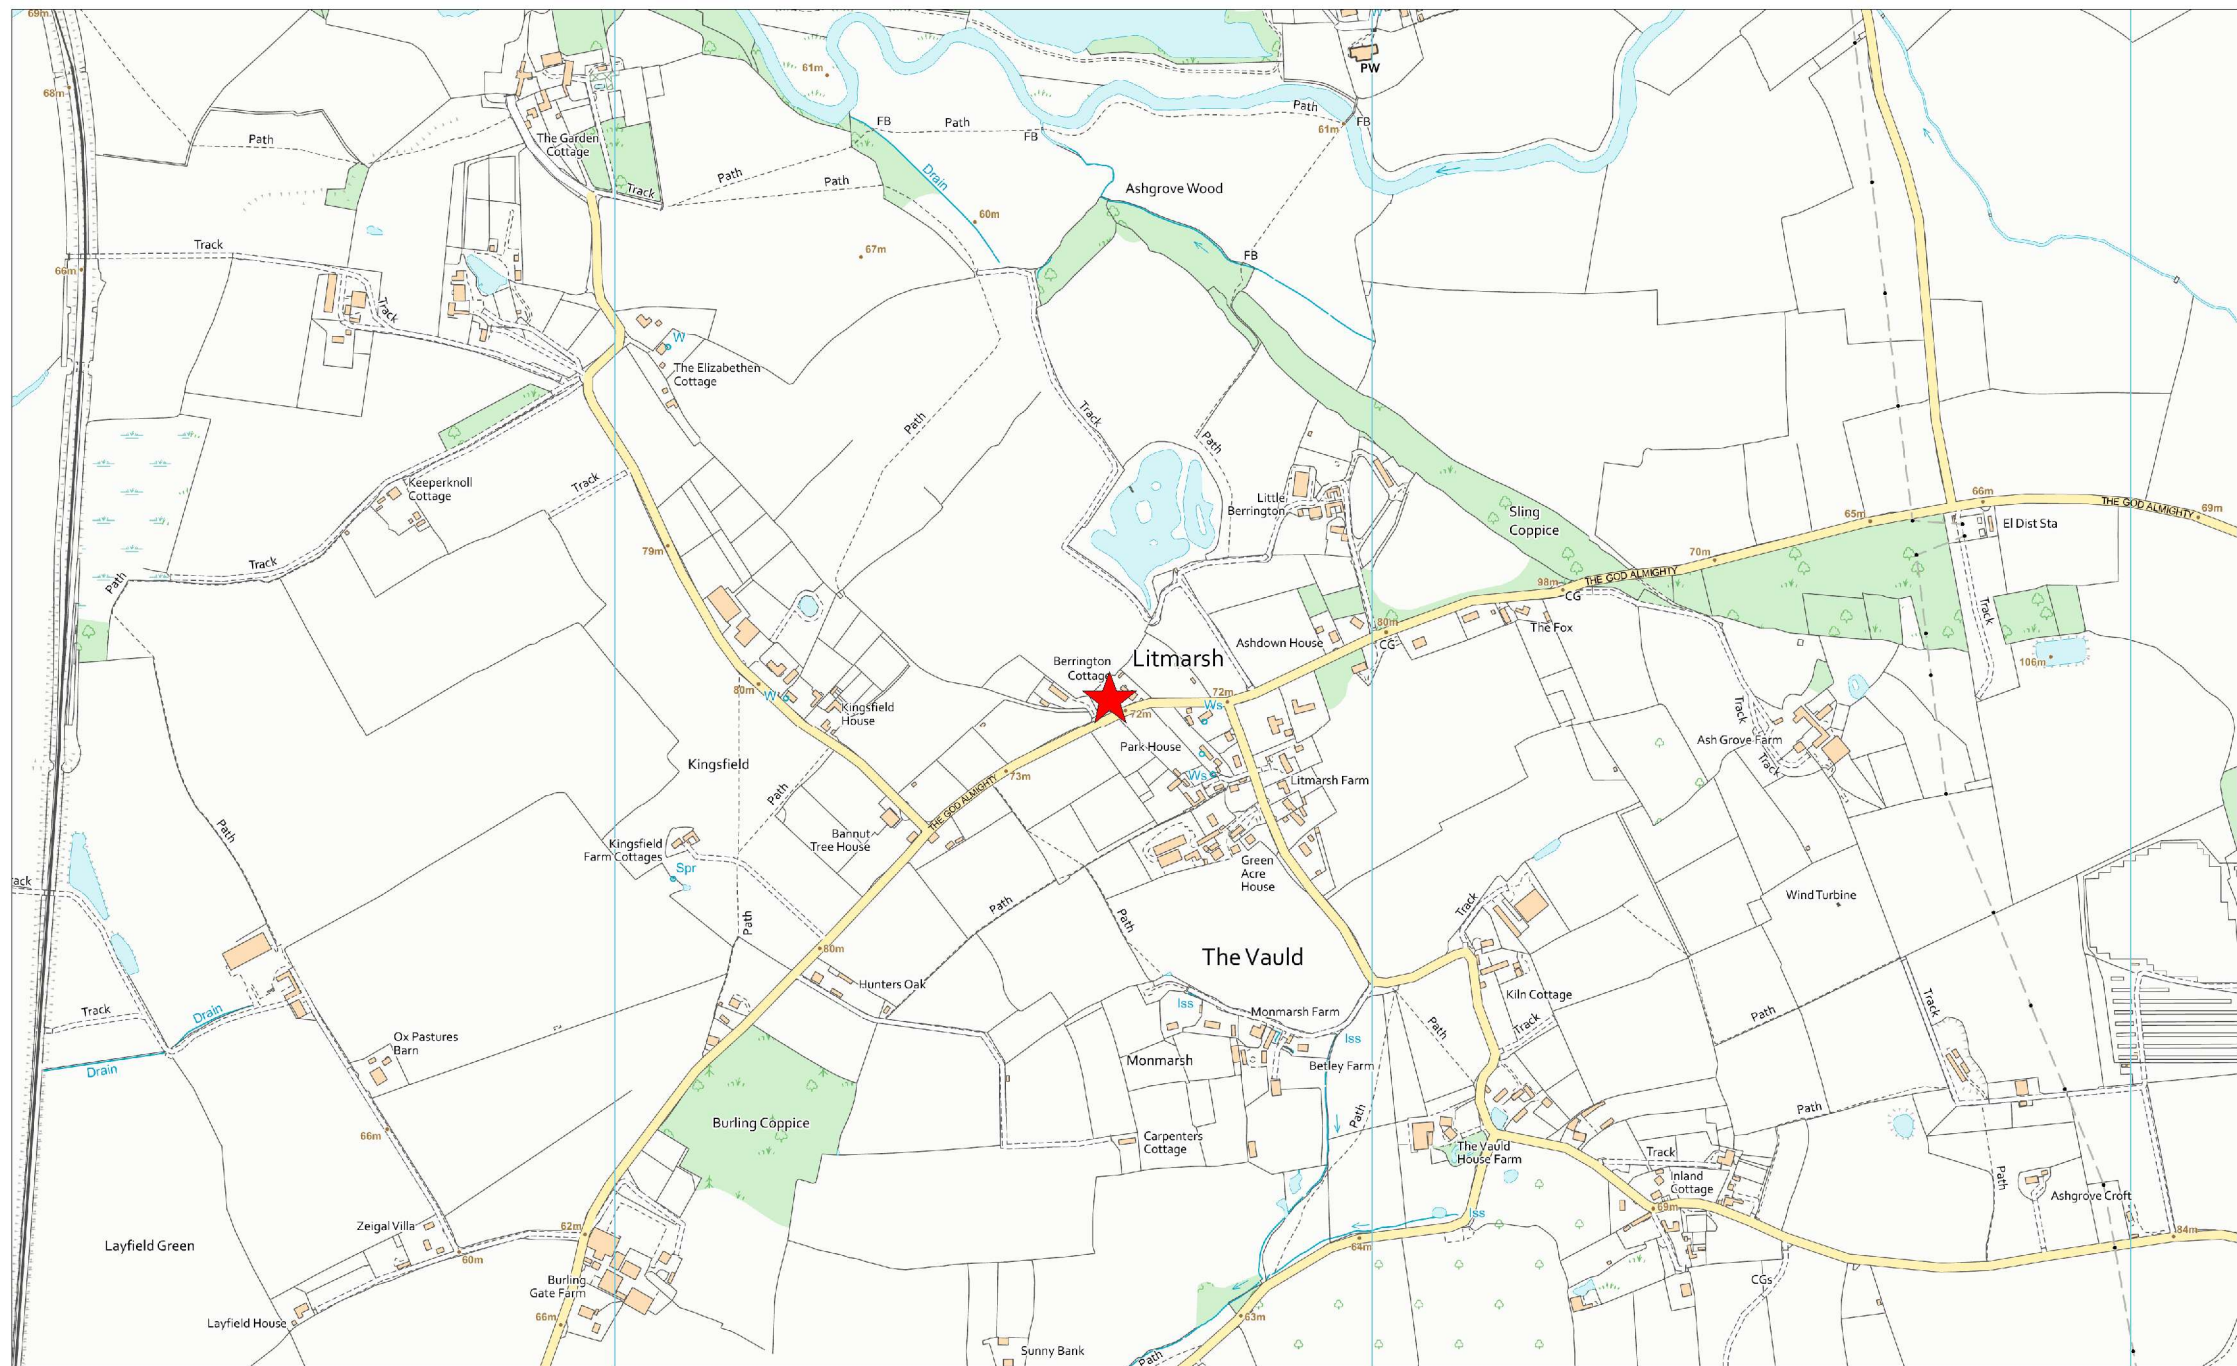 69m
68m
61m
W
PW
The Garden
Cottage
Path
FB
Path
FB
Path
61m
FB
Drain
Track
Path
Path
Ashgrove Wood
60m
67m
FB
Track
66m
Track
W
The Elizabethen
Cottage
Track
Path
Path
Keeperknoll
Cottage
Track
Little
Berrington
Sling
Coppice
66m
THE GOD ALMIGHTY
69m
65m
El Dist Sta
79m
70m
Track
Path
98m
THE GOD ALMIGHTY
CG
Track
The Fox
80m
CG
Ashdown House
Litmarsh
Berrington
Cottage
106m
80m
W
Kingsfield
House
72m
72m
Ws
Track
Ash Grove Farm
Track
Park House
Ws
Litmarsh Farm
Kingsfield
73m
THE GOD ALMIGHTY
Path
Bannut
Tree House
Path
Kingsfield
Farm Cottages
Spr
Green
Acre
House
Wind Turbine
ack
Path
Path
Path
Track
80m
The Vauld
Hunters Oak
Kiln Cottage
Iss
Track
Drain
Monmarsh Farm
Path
Track
Path
Track
Iss
Ox Pastures
Barn
Drain
Monmarsh
Betley Farm
Path
Path
Burling Coppice
66m
Carpenters
Cottage
The Vauld
House Farm
Track
Inland
Cottage
Path
Ashgrove Croft
69m
Zeigal Villa
62m
Iss
84m
Layfield Green
60m
64m
Burling
Gate Farm
CGs
Layfield House
66m
63m
Sunny Bank
Path